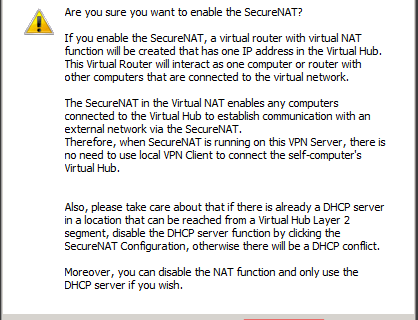 Are you sure you want to enable the SecureNAT?
If you enable the SecureNAT, a virtual router with virtual NAT
function will be created that has one IP address in the Virtual Hub.
This Virtual Router will interact as one computer or router with
other computers that are connected to the virtual network.
The SecureNAT in the Virtual NAT enables any computers
connected to the Virtual Hub to establish communication with an
external network via the SecureNAT.
Therefore, when SecureNAT is running on this VPN Server, there is
no need to use local VPN Client to connect the self-computer's
Virtual Hub.
Also, please take care about that if there is already a DHCP server
in a location that can be reached from a Virtual Hub Layer 2
segment, disable the DHCP server function by clicking the
SecureNAT Configuration, otherwise there will be a DHCP conflict.
Moreover, you can disable the NAT function and only use the
DHCP server if you wish.